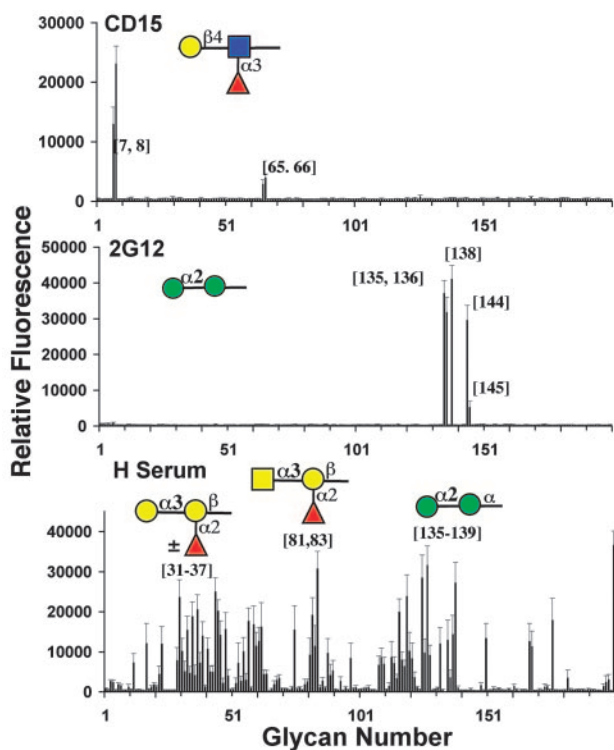 CD15
30000
β4
α3
20000
[7, 8]
10000
[65. 66]
0
1 51 101 151
50000
2G12
[138]
[135, 136]
40000
α2
[144]
30000
20000
[145]
10000
0
1 51 101 151
Relative Fluorescence
H Serum
α3 β
α2
[81,83]
α3 β
α2
±
[31-37]
α2 α
[135-139]
40000
30000
20000
10000
0
1 51 101 151
Glycan Number